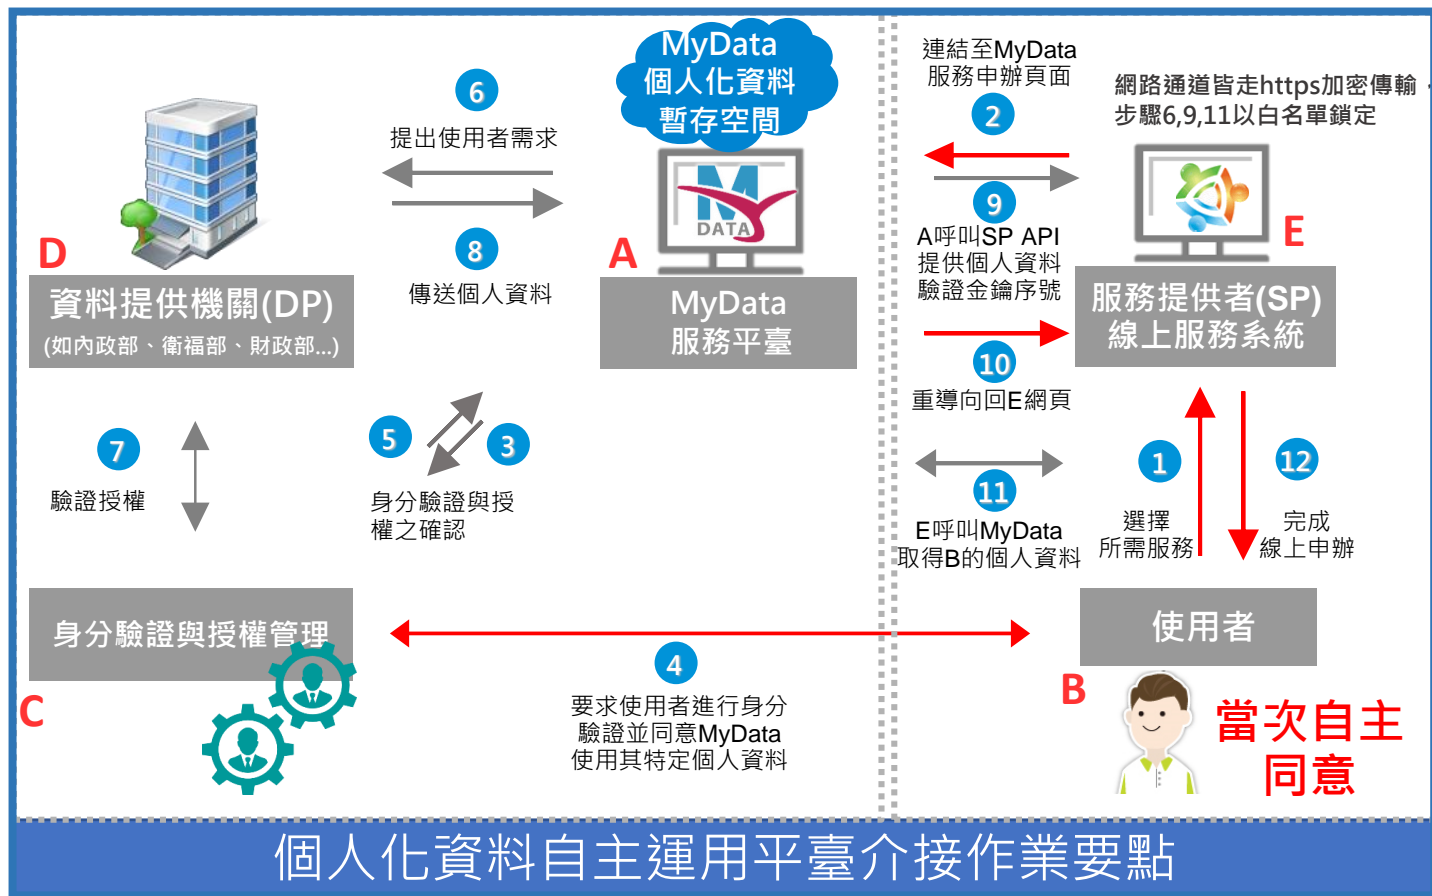 MyData
個人化資料
暫存空間
6
提出使用者需求
8
傳送個人資料
D
資料提供機關(DP)
(如內政部、衛福部、財政部...)
M
DATA
A
MyData
服務平臺
連結至MyData
服務申辦頁面
2
網路通道皆走https加密傳輸，
步驟6,9,11以白名單鎖定
9
A呼叫SP API
提供個人資料
驗證金鑰序號
E
服務提供者(SP)
線上服務系統
10
重導向回E網頁
7
驗證授權
5
3
身分驗證與授
權之確認
11
E呼叫MyData
取得B的個人資料
1
選擇
所需服務
12
完成
線上申辦
身分驗證與授權管理
C
4
要求使用者進行身分
驗證並同意MyData
使用其特定個人資料
使用者
B
當次自主
同意
個人化資料自主運用平臺介接作業要點